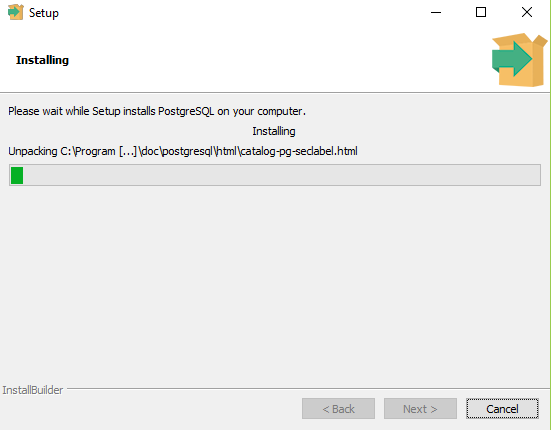 Setup
Installing
Please wait while Setup installs PostgreSQL on your computer.
Installing
Unpacking C:\Program [...]\doc\postgresql\html\catalog-pg-seclabel.html
InstallBuilder
< Back
Next >
Cancel